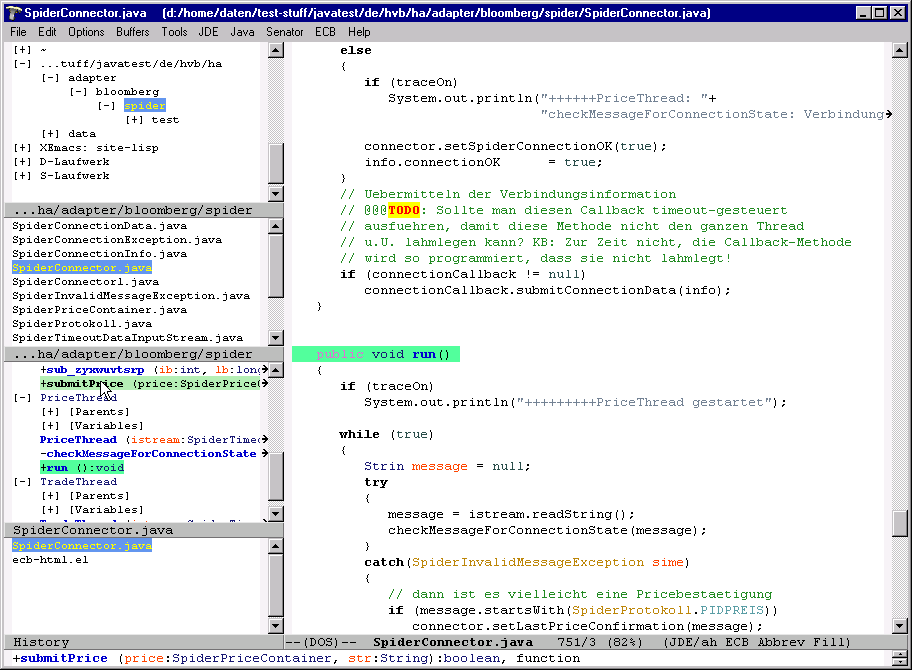 SpiderConnector.java (d:/home/daten/test-stuff/javatest/de/hvb/ha/adapter/bloomberg/spider/SpiderConnector.java)
File Edit Options Buffers Tools JDE Java Senator ECB Help
[+] ~
[-] ...tuff/javatest/de/hvb/ha
[-] adapter
[-] bloomberg
[-] spider
[+] test
[+] data
[+] XEmacs: site-lisp
[+] D-Laufwerk
[+] S-Laufwerk
...ha/adapter/bloomberg/spider
SpiderConnectionData.java
SpiderConnectionException.java
SpiderConnectionInfo.java
SpiderConnector.java
SpiderConnector1.java
SpiderInvalidMessageException.java
SpiderPriceContainer.java
SpiderProtokoll.java
SpiderTimeoutDataInputStream.java
...ha/adapter/bloomberg/spider
+sub_zyxwuvtsrp (ib:int, lb:long
+submitPrice (price:SpiderPriceC
[-] PriceThread
[+] [Parents]
[+] [Variables]
PriceThread (istream:SpiderTimeo
-checkMessageForConnectionState
+run ():void
[-] TradeThread
[+] [Parents]
[+] [Variables]
SpiderConnector.java
SpiderConnector.java
ecb-html.el
History
else
{
if (traceOn)
System.out.println("++++++PriceThread: "+
"checkMessageForConnectionState: Verbindung
connector.setSpiderConnectionOK(true);
info.connectionOK = true;
}
// Uebermitteln der Verbindungsinformation
// @@@TODO: Sollte man diesen Callback timeout-gesteuert
// ausfuehren, damit diese Methode nicht den ganzen Thread
// u.U. lahmlegen kann? KB: Zur Zeit nicht, die Callback-Methode
// wird so programmiert, dass sie nicht lahmlegt!
if (connectionCallback != null)
connectionCallback.submitConnectionData(info);
}
public void run()
{
if (traceOn)
System.out.println("+++++++++PriceThread gestartet");
while (true)
{
Strin message = null;
try
{
message = istream.readString();
checkMessageForConnectionState(message);
}
catch(SpiderInvalidMessageException sime)
{
// dann ist es vielleicht eine Pricebestaetigung
if (message.startsWith(SpiderProtokoll.PIDPREIS))
connector.setLastPriceConfirmation(message);
--(DOS)-- SpiderConnector.java 751/3 (82%) (JDE/ah ECB Abbrev Fill)
+submitPrice (price:SpiderPriceContainer, str:String):boolean, function